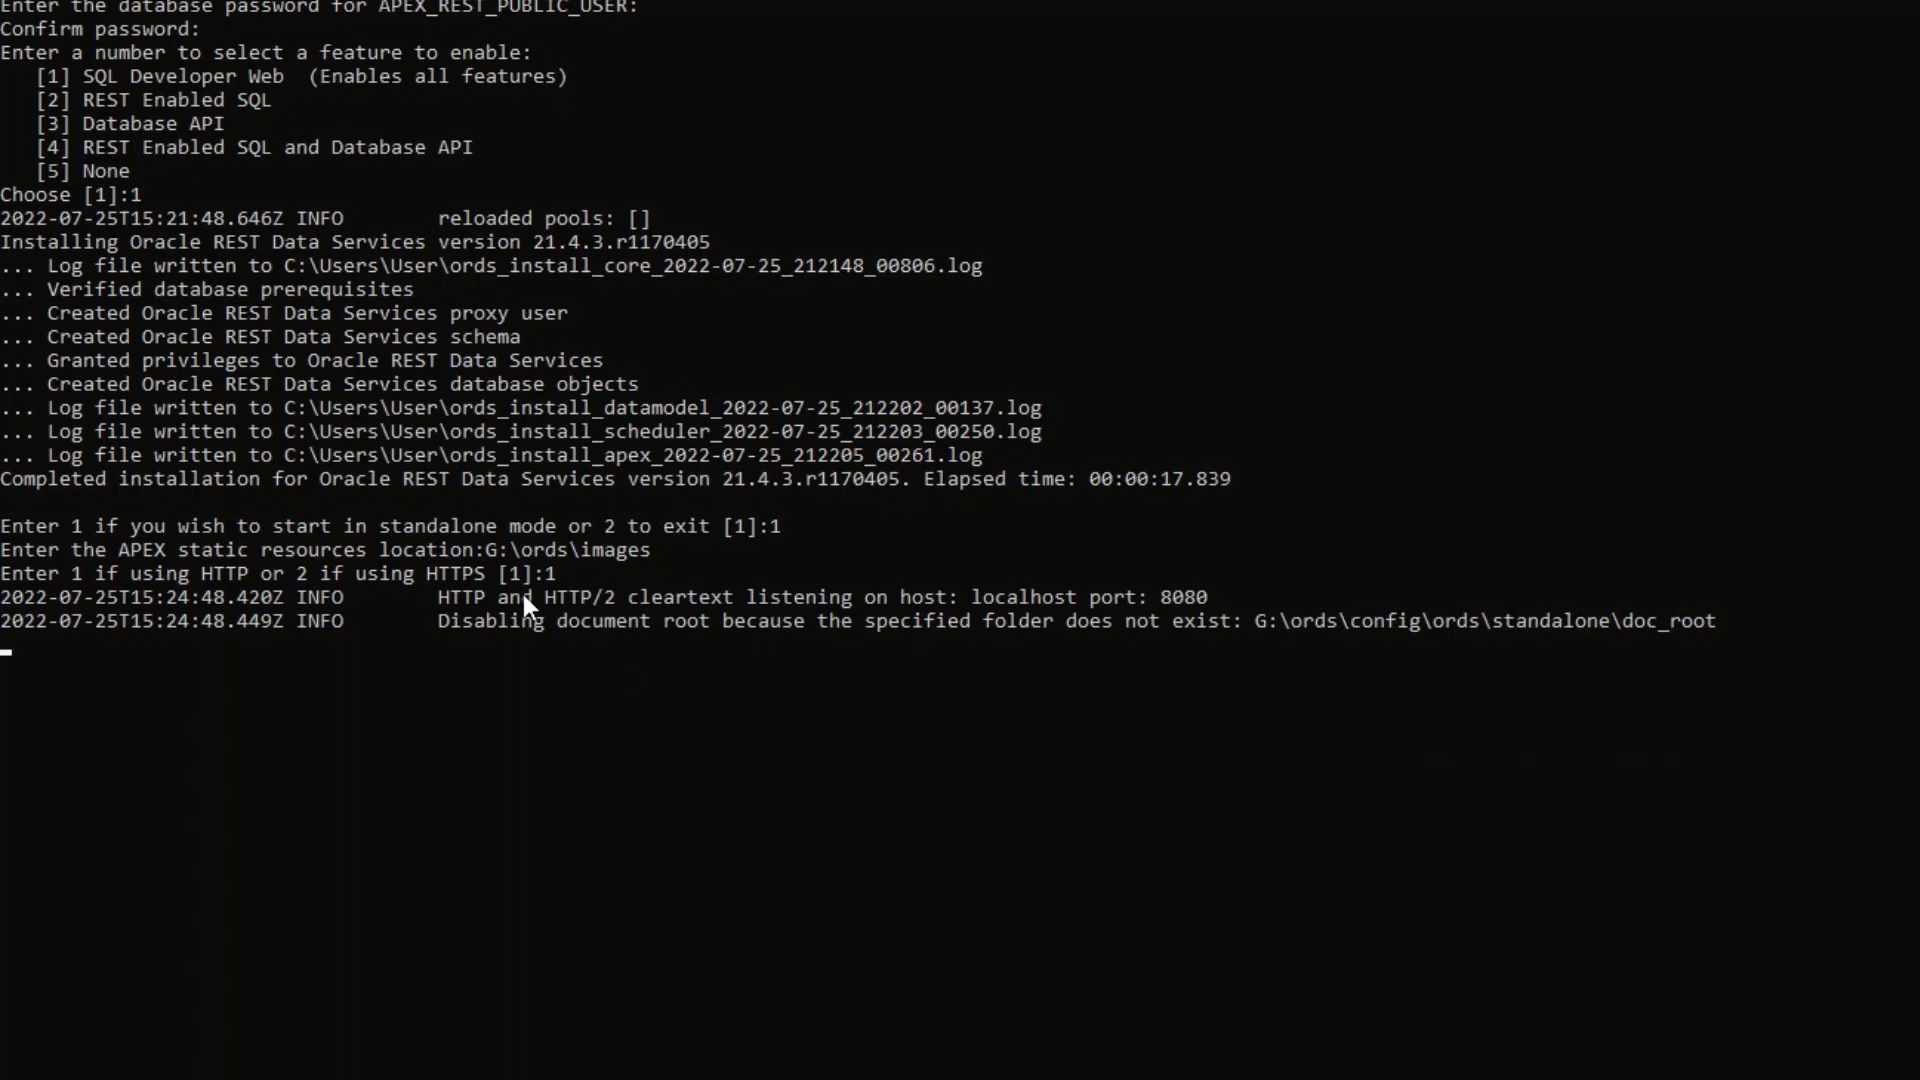 Enter the database password for APEX_REST_PUBLIC_USER:
Confirm password:
Enter a number to select a feature to enable:
[1] SQL Developer Web  (Enables all features)
[2] REST Enabled SQL
[3] Database API
[4] REST Enabled SQL and Database API
[5] None
Choose [1]:1
2022-07-25T15:21:48.646Z INFO        reloaded pools: []
Installing Oracle REST Data Services version 21.4.3.r1170405
... Log file written to C:\Users\User\ords_install_core_2022-07-25_212148_00806.log
... Verified database prerequisites
... Created Oracle REST Data Services proxy user
... Created Oracle REST Data Services schema
... Granted privileges to Oracle REST Data Services
... Created Oracle REST Data Services database objects
... Log file written to C:\Users\User\ords_install_datamodel_2022-07-25_212202_00137.log
... Log file written to C:\Users\User\ords_install_scheduler_2022-07-25_212203_00250.log
... Log file written to C:\Users\User\ords_install_apex_2022-07-25_212205_00261.log
Completed installation for Oracle REST Data Services version 21.4.3.r1170405. Elapsed time: 00:00:17.839
Enter 1 if you wish to start in standalone mode or 2 to exit [1]:1
Enter the APEX static resources location:G:\ords\images
Enter 1 if using HTTP or 2 if using HTTPS [1]:1
2022-07-25T15:24:48.420Z INFO        HTTP and HTTP/2 cleartext listening on host: localhost port: 8080
2022-07-25T15:24:48.449Z INFO        Disabling document root because the specified folder does not exist: G:\ords\config\ords\standalone\doc_root